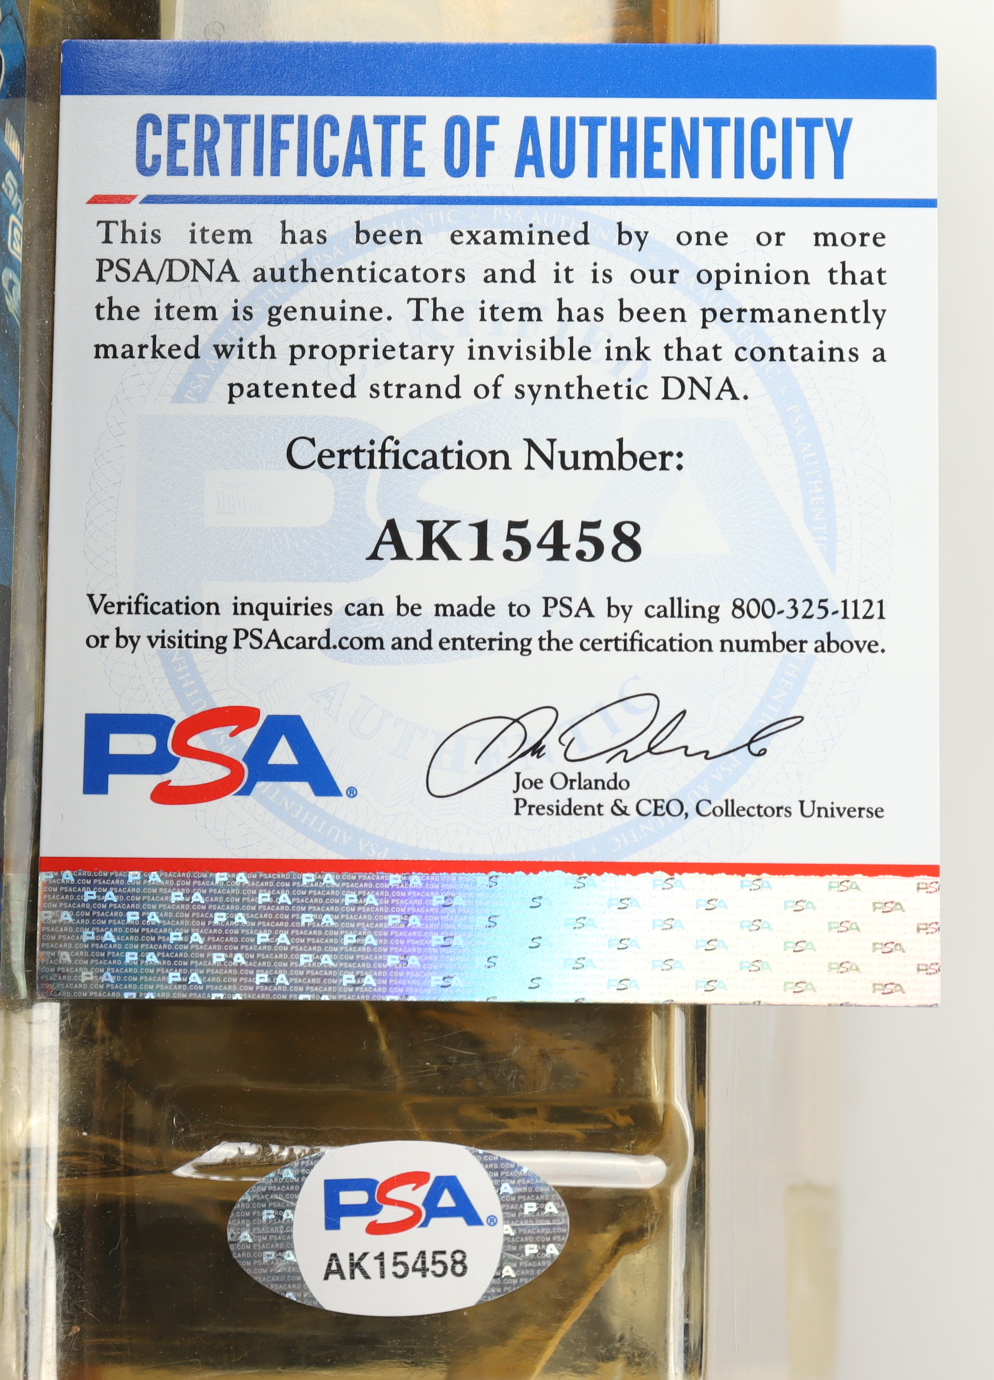 CERTIFICATE OF AUTHENTICITY
This item has been examined by one or more
PSA/DNA authenticators and it is our opinion that
the item is genuine. The item has been permanently
marked with proprietary invisible ink that contains a
patented strand of synthetic DNA.
Certification Number:
AK15458
Verification inquiries can be made to PSA by calling 800-325-1121
or by visiting PSAcard.com and entering the certification number above.
PSA®
Joe Orlando
President & CEO, Collectors Universe
PSA®
AK15458